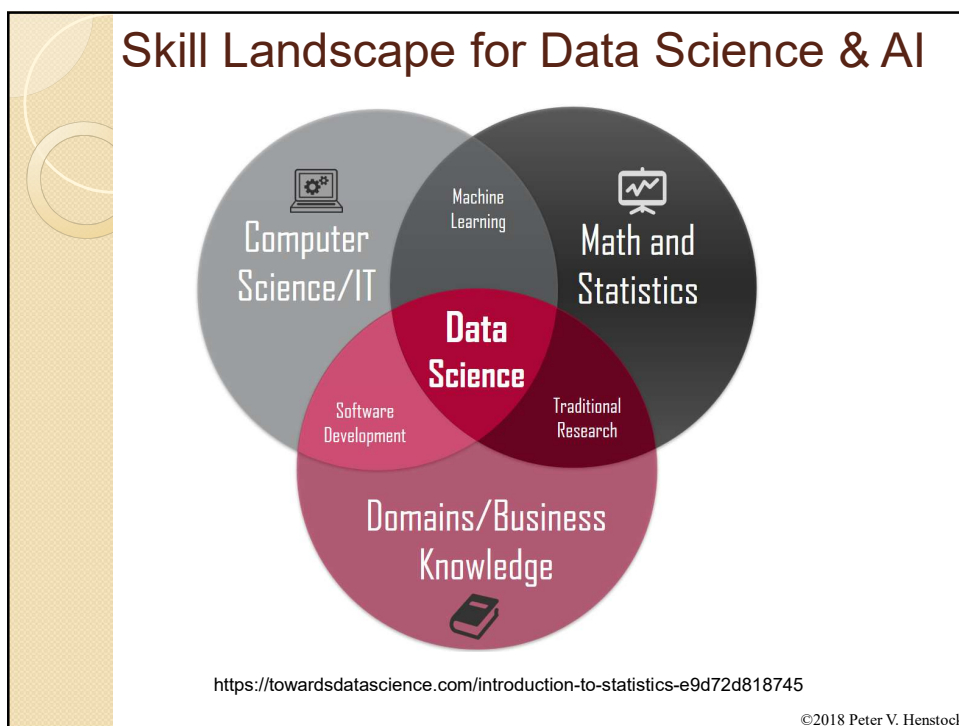 Skill Landscape for Data Science & AI
Machine
Learning
Computer
Science/IT
Math and
Statistics
Data
Science
Software
Development
Traditional
Research
Domains/Business
Knowledge
https://towardsdatascience.com/introduction-to-statistics-e9d72d818745
©2018 Peter V. Henstock